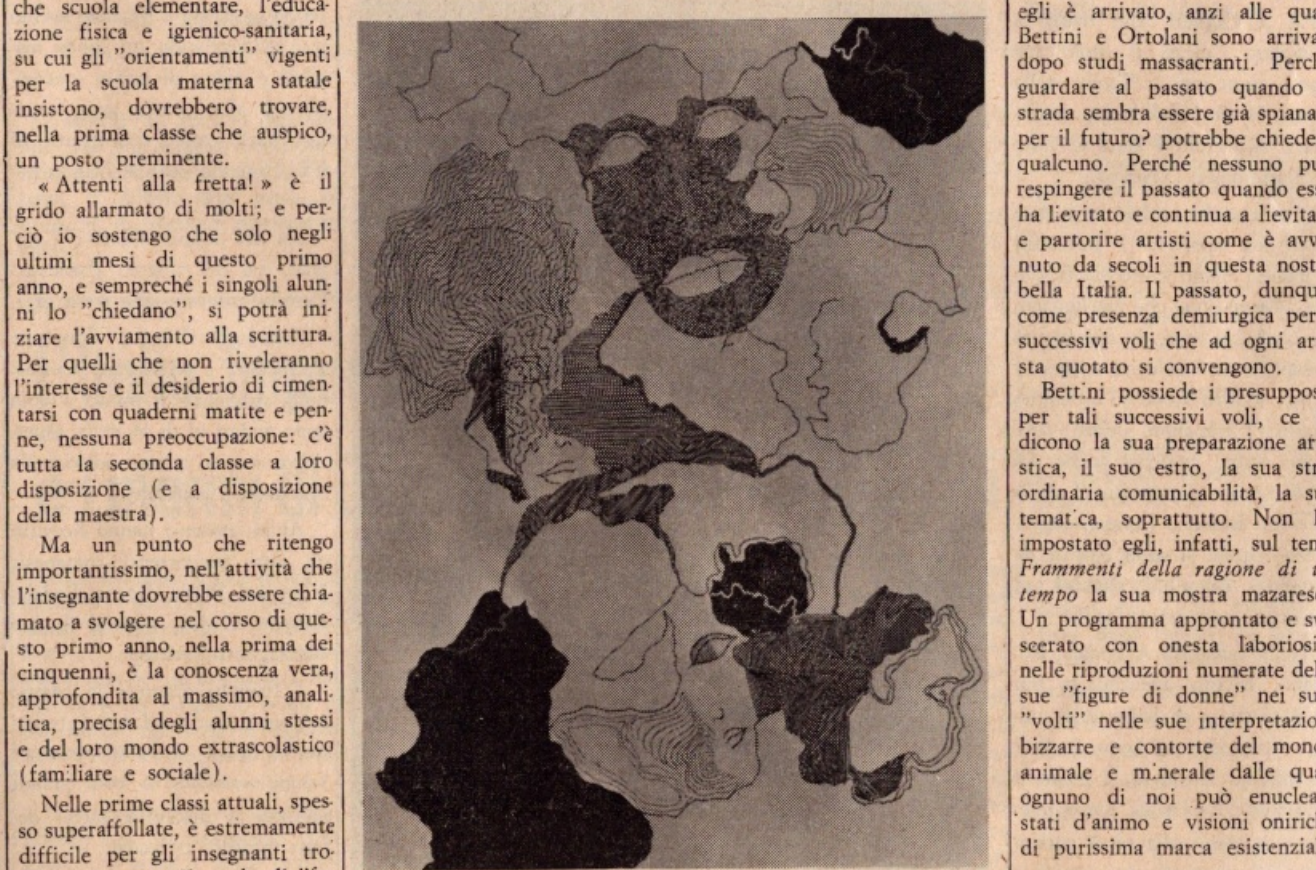 che scuola elementare, l'educa-
zione fisica e igienico-sanitaria,
su cui gli "orientamenti" vigenti
per la scuola materna statale
insistono, dovrebbero trovare,
nella prima classe che auspico,
un posto preminente.
« Attenti alla fretta! » è il
grido allarmato di molti; e per-
ciò io sostengo che solo negli
ultimi mesi di questo primo
anno, e sempreché i singoli alun-
ni lo "chiedano", si potrà ini-
ziare l'avviamento alla scrittura.
Per quelli che non riveleranno
l'interesse e il desiderio di cimen-
tarsi con quaderni matite e pen-
ne, nessuna preoccupazione: c'è
tutta la seconda classe a loro
disposizione (e a disposizione
della maestra).
Ma un punto che ritengo
importantissimo, nell'attività che
l'insegnante dovrebbe essere chia-
mato a svolgere nel corso di que-
sto primo anno, nella prima dei
cinquenni, è la conoscenza vera,
approfondita al massimo, anali-
tica, precisa degli alunni stessi
e del loro mondo extrascolastico
(familiare e sociale).
Nelle prime classi attuali, spes-
so superaffollate, è estremamente
difficile per gli insegnanti tro-
egli è arrivato, anzi alle qua
Bettini e Ortolani sono arriva
dopo studi massacranti. Perch
guardare al passato quando
strada sembra essere già spiana
per il futuro? potrebbe chiede
qualcuno. Perché nessuno pu
respingere il passato quando ess
ha lievitato e continua a lievita
e partorire artisti come è avv
nuto da secoli in questa nost
bella Italia. Il passato, dunqu
come presenza demiurgica per
successivi voli che ad ogni ar
sta quotato si convengono.
Bettini possiede i presuppos
per tali successivi voli, ce
dicono la sua preparazione ar
stica, il suo estro, la sua str
ordinaria comunicabilità, la s
tematica, soprattutto. Non
impostato egli, infatti, sul tem
Frammenti della ragione di u
tempo la sua mostra mazarese
Un programma approntato e sv
scerato con onesta laboriosi
nelle riproduzioni numerate del
sue "figure di donne" nei su
"volti" nelle sue interpretazio
bizzarre e contorte del mond
animale e minerale dalle qua
ognuno di noi può enuclea
stati d'animo e visioni oniric
di purissima marca esistenzia